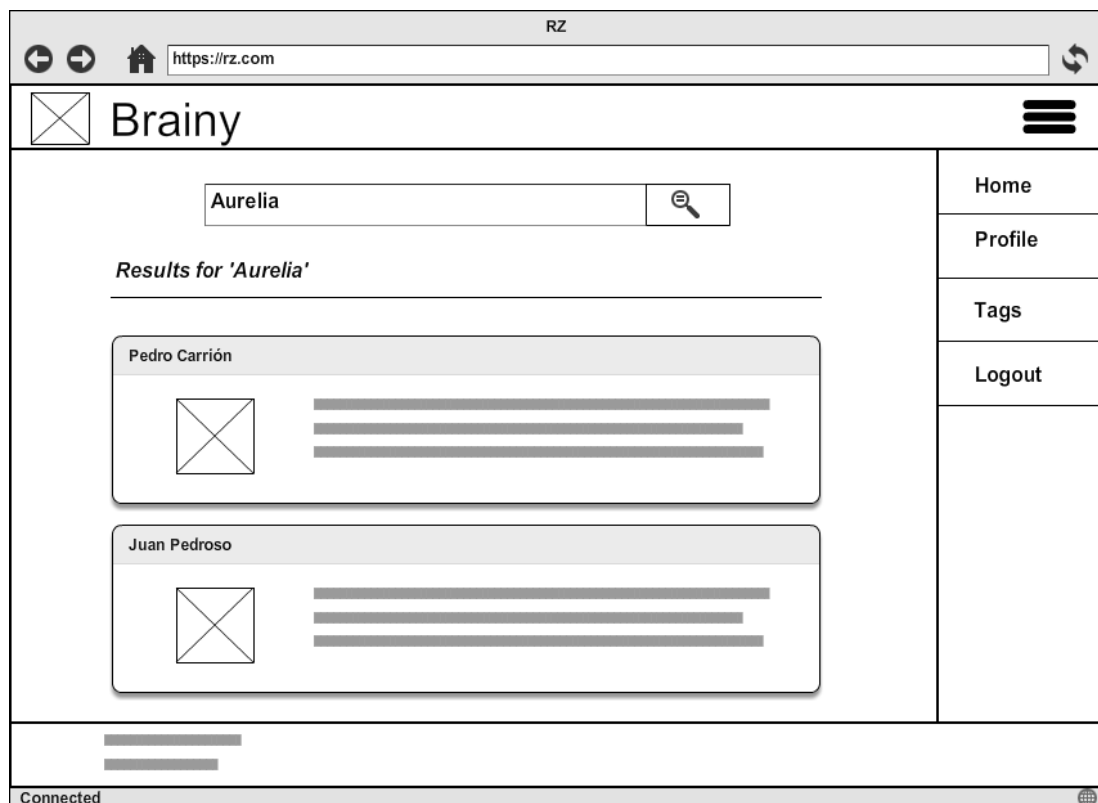 RZ
https://rz.com
Brainy
Aurelia
Results for 'Aurelia'
Pedro Carrión
Juan Pedroso
Home
Profile
Tags
Logout
Connected